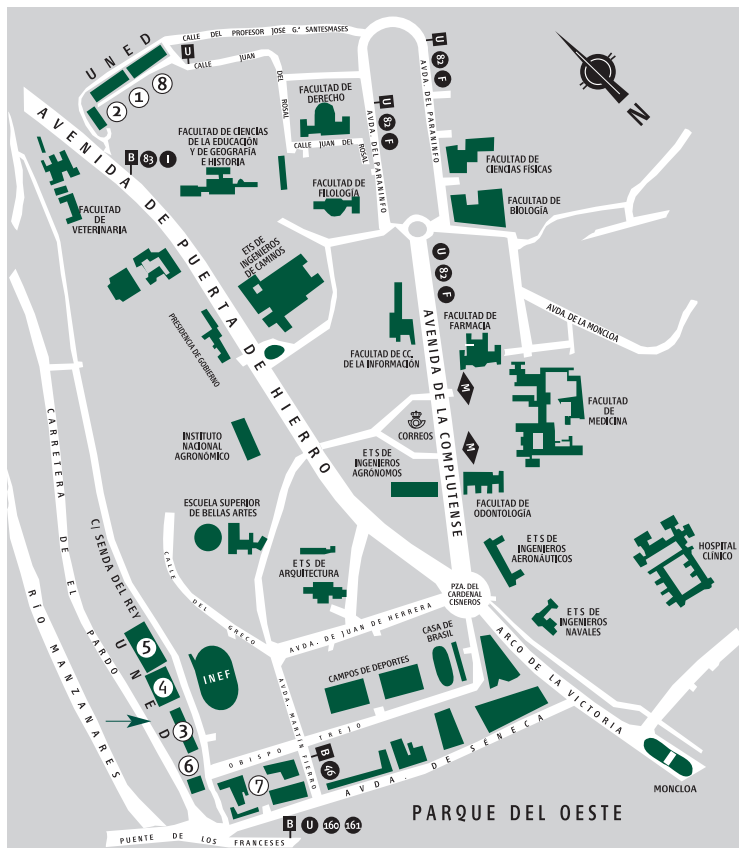 CALLE DEL PROFESOR JOSÉ G.ª SANTESMASES
UNED
U
CALLE JUAN DEL ROSAL
8
1
2
U
82
F
AVDA. DEL PARANINFO
N
FACULTAD DE
DERECHO
U
82
F
AVDA. DEL PARANINFO
CALLE JUAN DEL ROSAL
AVENIDA DE PUERTA DE HIERRO
B 83 I
FACULTAD DE CIENCIAS
DE LA EDUCACIÓN
Y DE GEOGRAFÍA
E HISTORIA
FACULTAD DE
CIENCIAS FÍSICAS
FACULTAD DE
FILOLOGÍA
FACULTAD DE
BIOLOGÍA
FACULTAD
DE
VETERINARIA
ETS DE
INGENIEROS
DE CAMINOS
U
82
F
AVENIDA DE LA COMPLUTENSE
AVDA. DE LA MONCLOA
PRESIDENCIA DE GOBIERNO
FACULTAD DE
FARMACIA
FACULTAD DE CC.
DE LA INFORMACIÓN
M
FACULTAD
DE
MEDICINA
CORREOS
M
INSTITUTO
NACIONAL
AGRONÓMICO
E T S DE
INGENIEROS
AGRÓNOMOS
FACULTAD DE
ODONTOLOGÍA
CARRETERA DE EL PARDO
C/ SENDA DEL REY
ESCUELA SUPERIOR
DE BELLAS ARTES
E T S DE
INGENIEROS
AERONÁUTICOS
HOSPITAL
CLÍNICO
E T S DE
ARQUITECTURA
CALLE DEL GRECO
PZA. DEL
CARDENAL
CISNEROS
RÍO MANZANARES
E T S DE
INGENIEROS
NAVALES
AVDA. DE JUAN DE HERRERA
CASA DE
BRASIL
ARCO DE LA VICTORIA
UNED
5
4
3
6
INEF
CAMPOS DE DEPORTES
AVDA. MARTÍN FIERRO
OBISPO TREJO
B
46
7
AVDA. DE SÉNECA
MONCLOA
PARQUE DEL OESTE
B U 160 161
PUENTE DE LOS FRANCESES